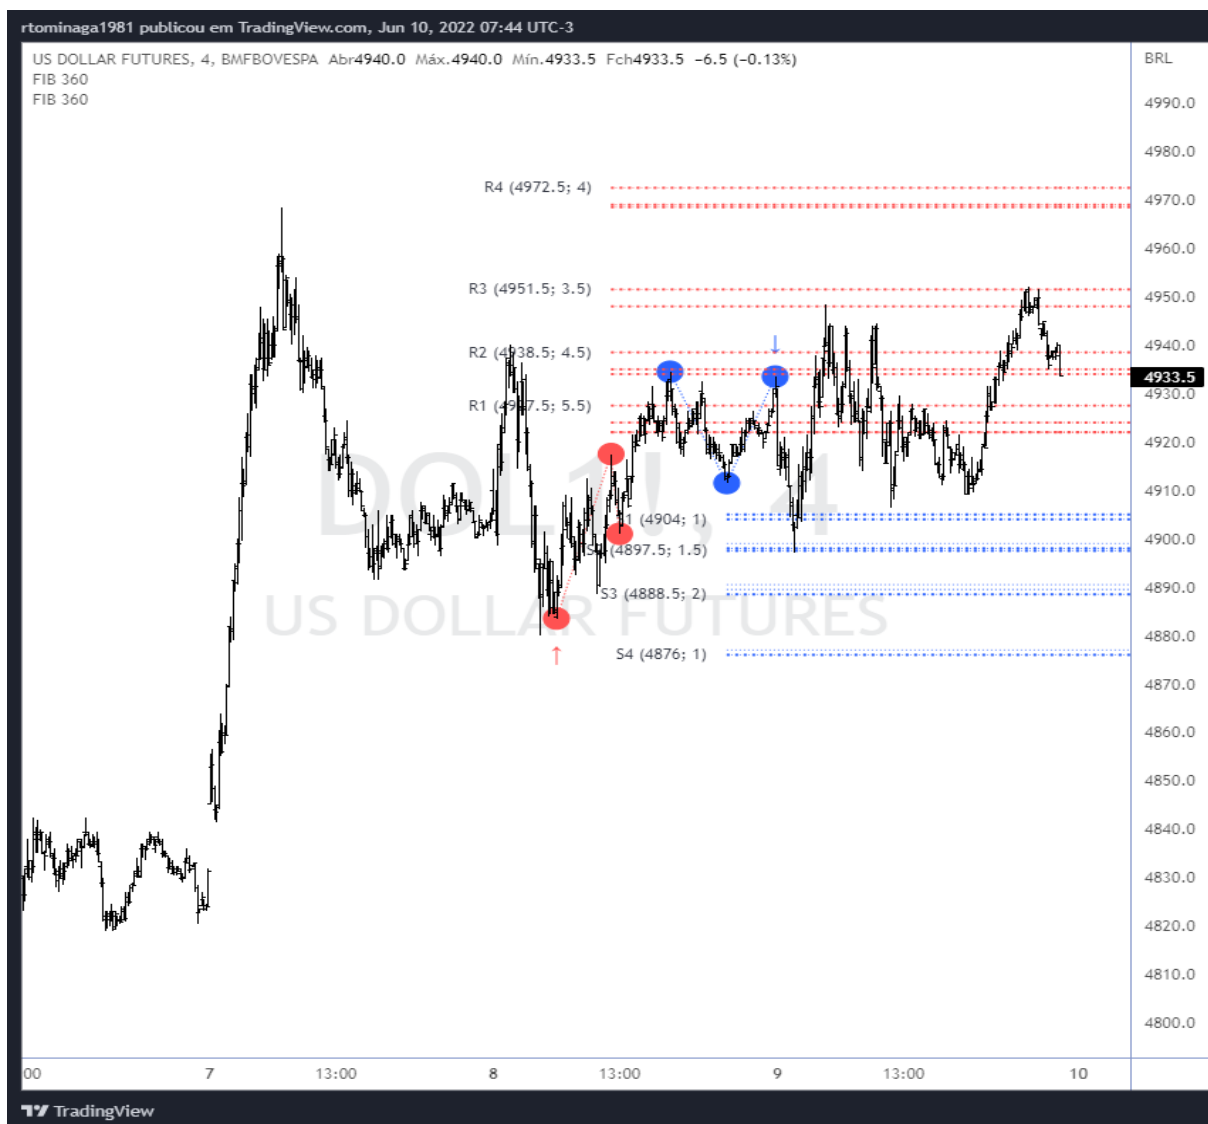 rtominaga1981 publicou em TradingView.com, Jun 10, 2022 07:44 UTC-3
US DOLLAR FUTURES, 4, BMFBOVESPA Abr4940.0 Máx.4940.0 Mín.4933.5 Fch4933.5 −6.5 (−0.13%)
BRL
FIB 360
FIB 360
4990.0
4980.0
R4 (4972.5; 4)
4970.0
4960.0
R3 (4951.5; 3.5)
4950.0
R2 (4938.5; 4.5)
4940.0
4933.5
4930.0
5.5)
4920.0
DOL1!, 4
4910.0
(4904; 1)
4900.0
(4897.5; 1.5)
4890.0
S3 (4888.5; 2)
US DOLLAR FUTURES
4880.0
S4 (4876; 1)
4870.0
4860.0
4850.0
4840.0
4830.0
4820.0
4810.0
4800.0
00 7 13:00 8 13:00 9 13:00 10
TradingView